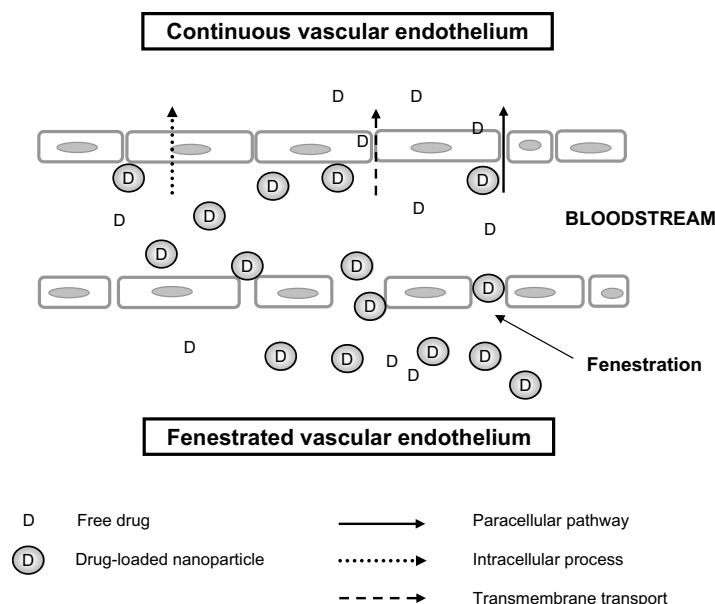 Continuous vascular endothelium
D D
D
D
D D D D
D D D
D BLOODSTREAM
D
D D
D
D
D
D D D D D
D D
Fenestration
D
Fenestrated vascular endothelium
D Free drug Paracellular pathway
D Drug-loaded nanoparticle Intracellular process
Transmembrane transport